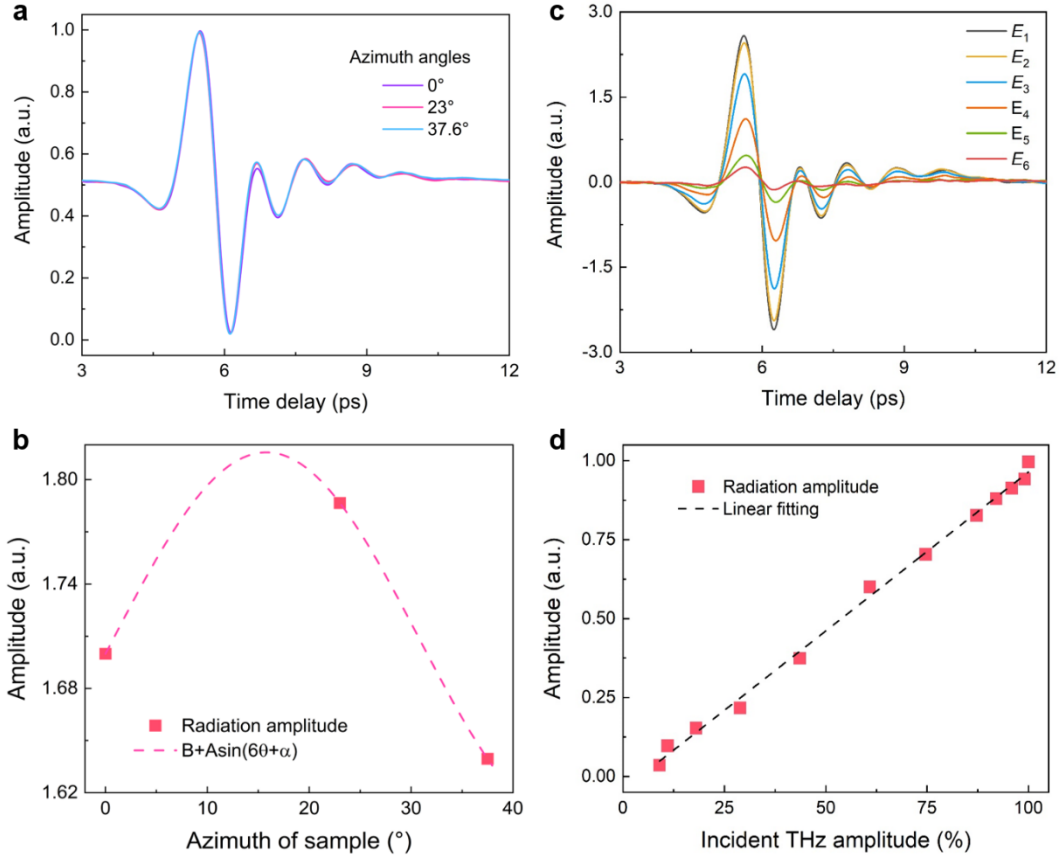 a
Amplitude (a.u.)
1.0
0.8
0.6
0.4
0.2
0.0
Azimuth angles
0°
23°
37.6°
3
6
9
12
Time delay (ps)
c
Amplitude (a.u.)
3.0
1.5
0.0
-1.5
-3.0
E1
E2
E3
E4
E5
E6
3
6
9
12
Time delay (ps)
b
Amplitude (a.u.)
1.80
1.74
1.68
1.62
Radiation amplitude
B+Asin(6θ+α)
0
10
20
30
40
Azimuth of sample (°)
d
Amplitude (a.u.)
1.00
0.75
0.50
0.25
0.00
Radiation amplitude
Linear fitting
0
25
50
75
100
Incident THz amplitude (%)